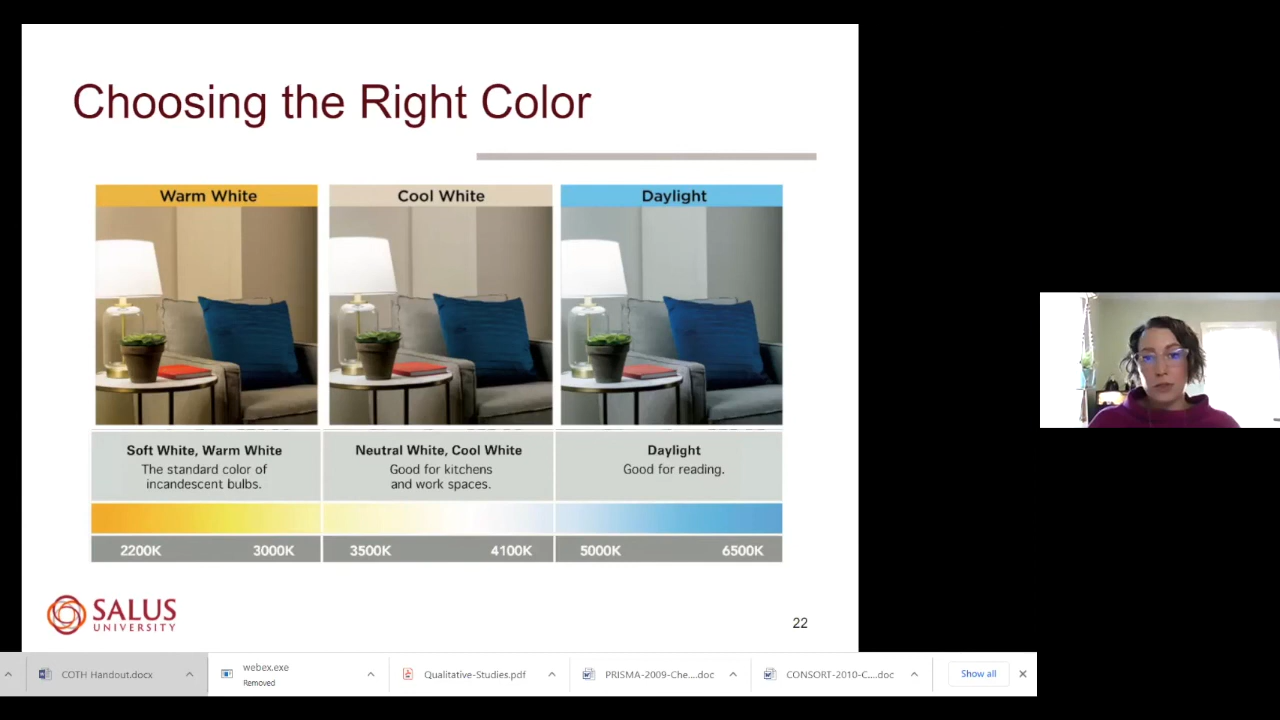 Choosing the Right Color
Warm White
Cool White
Daylight
Soft White, Warm White
The standard color of
incandescent bulbs.
Neutral White, Cool White
Good for kitchens
and work spaces.
Daylight
Good for reading.
2200K
3000K
3500K
4100K
5000K
6500K
SALUS
UNIVERSITY
22
COTH Handout.docx
webex.exe
Removed
Qualitative-Studies.pdf
PRISMA-2009-Che....doc
CONSORT-2010-C....doc
Show all